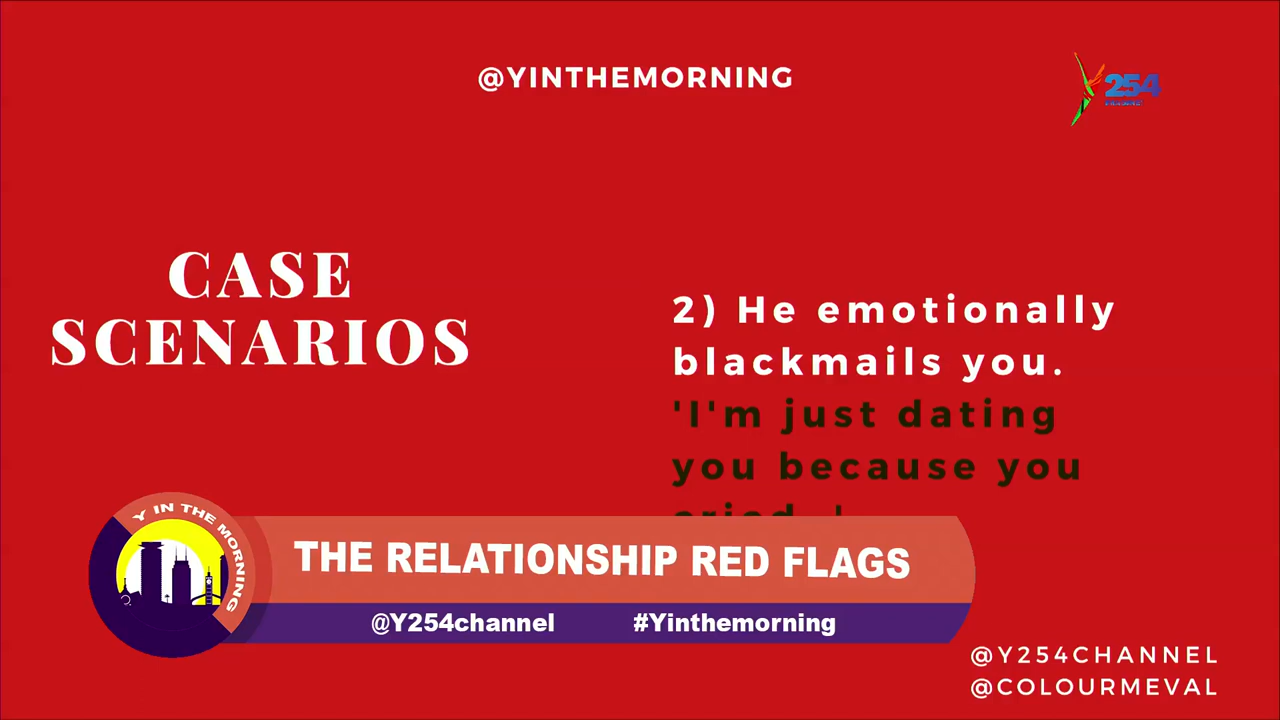 @YINTHEMORNING
254
CASE
SCENARIOS
2) He emotionally
blackmails you.
'I'm just dating
you because you
Y IN THE MORNING
THE RELATIONSHIP RED FLAGS
@Y254channel #Yinthemorning
@Y254CHANNEL
@COLOURMEVAL